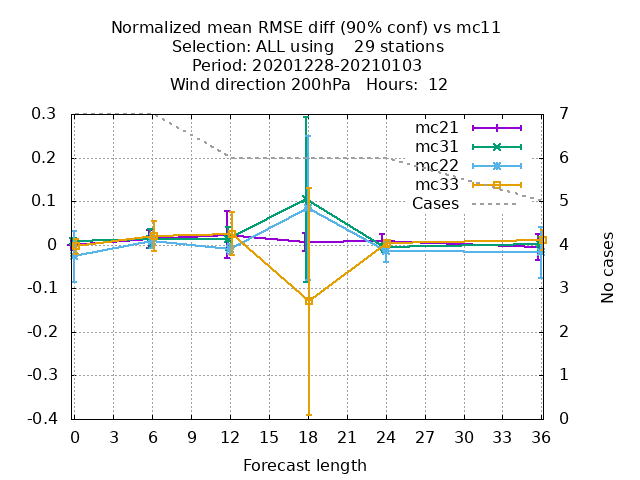 Normalized mean RMSE diff (90% conf) vs mc11
Selection: ALL using    29 stations
Period: 20201228-20210103
Wind direction 200hPa   Hours:  12
0.3
0.2
0.1
0
-0.1
-0.2
-0.3
-0.4
7
6
5
4
3
2
1
0
mc21
mc31
mc22
mc33
Cases
No cases
0 3 6 9 12 15 18 21 24 27 30 33 36
Forecast length